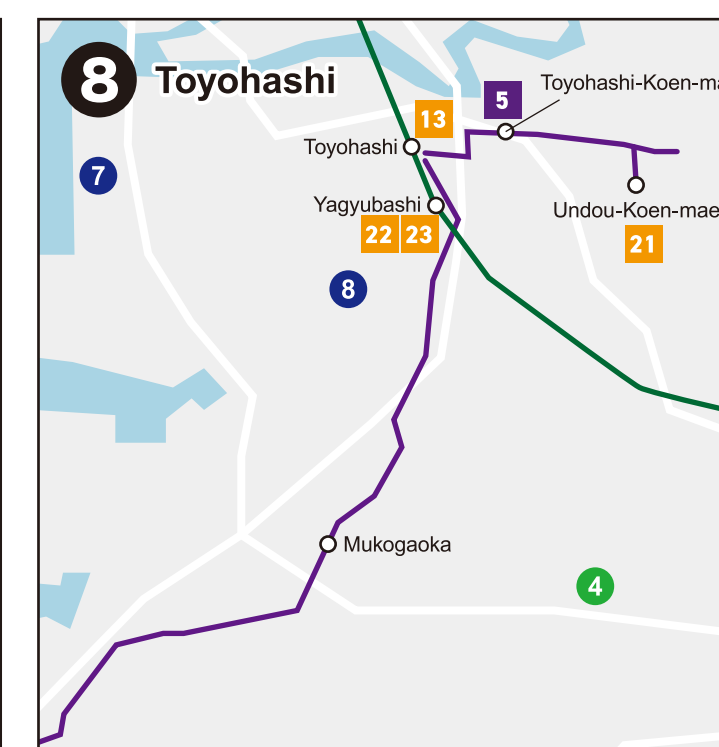 8 Toyohashi
13
5
Toyohashi-Koen-ma
Toyohashi
7
Yagyubashi
22 23
Undou-Koen-mae
21
8
Mukogaoka
4